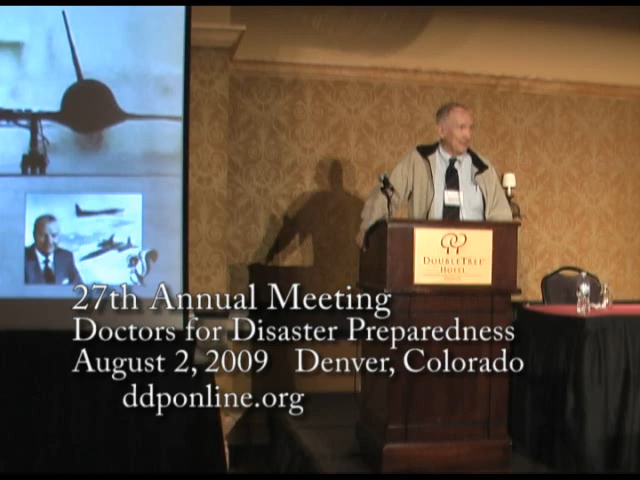 DOUBLETREE
HOTEL
27th Annual Meeting
Doctors for Disaster Preparedness
August 2, 2009 Denver, Colorado
ddponline.org